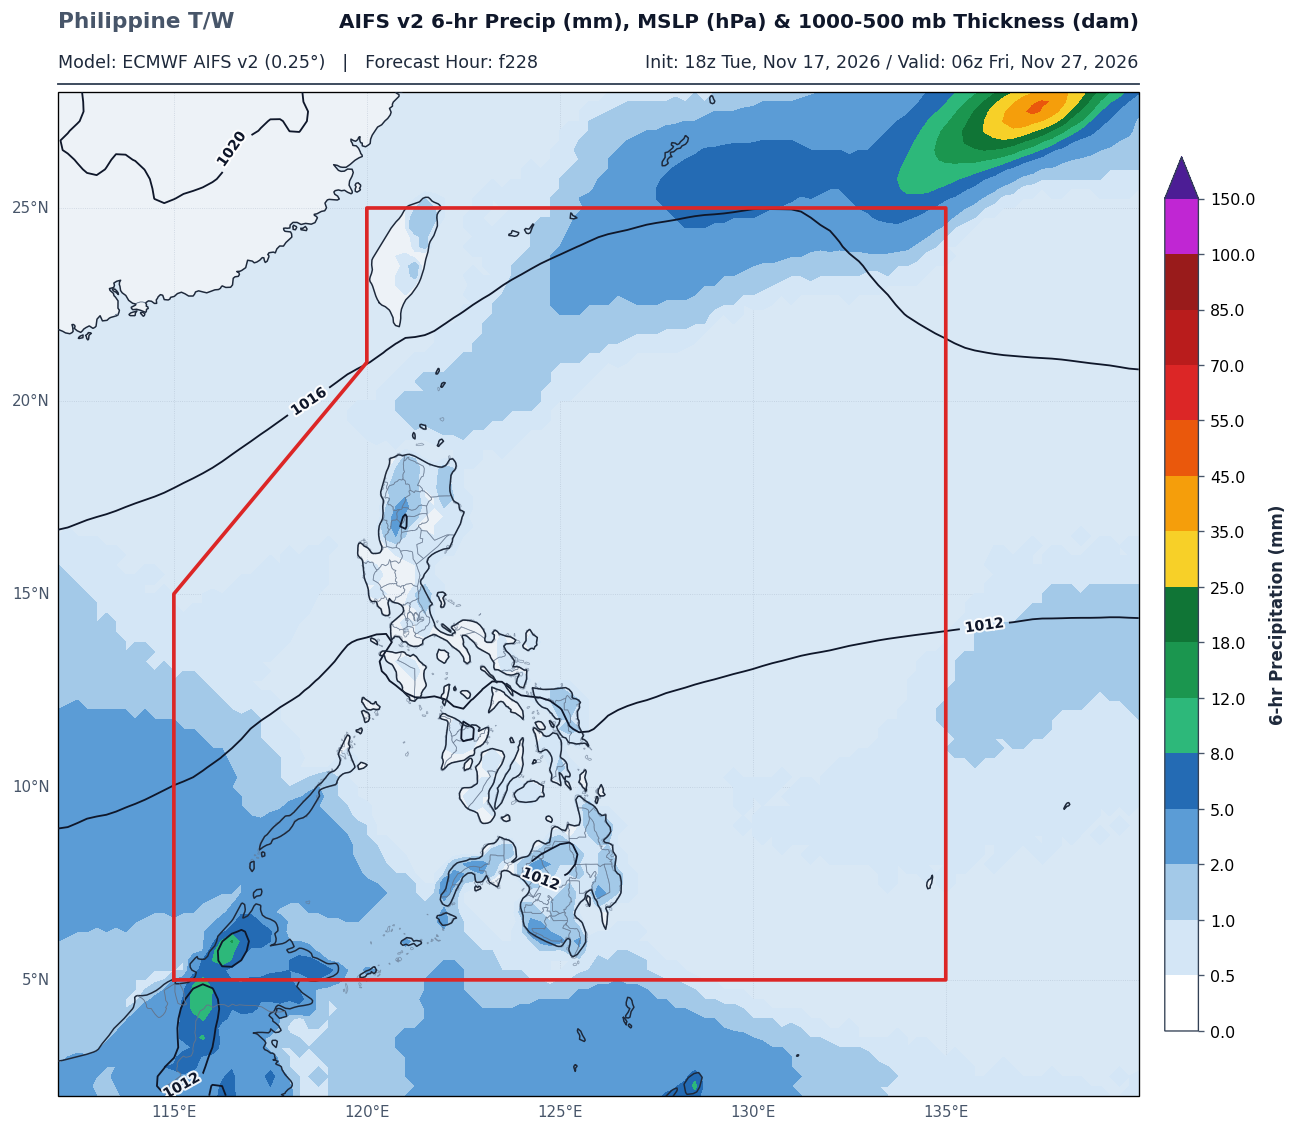 Philippine T/W
AIFS v2 6-hr Precip (mm), MSLP (hPa) & 1000-500 mb Thickness (dam)
Model: ECMWF AIFS v2 (0.25°) | Forecast Hour: f228
Init: 18z Tue, Nov 17, 2026 / Valid: 06z Fri, Nov 27, 2026
1020
25°N
1016
20°N
15°N
1012
10°N
1012
5°N
1012
115°E
120°E
125°E
130°E
135°E
150.0
100.0
85.0
70.0
55.0
45.0
35.0
25.0
18.0
12.0
8.0
5.0
2.0
1.0
0.5
0.0
6-hr Precipitation (mm)